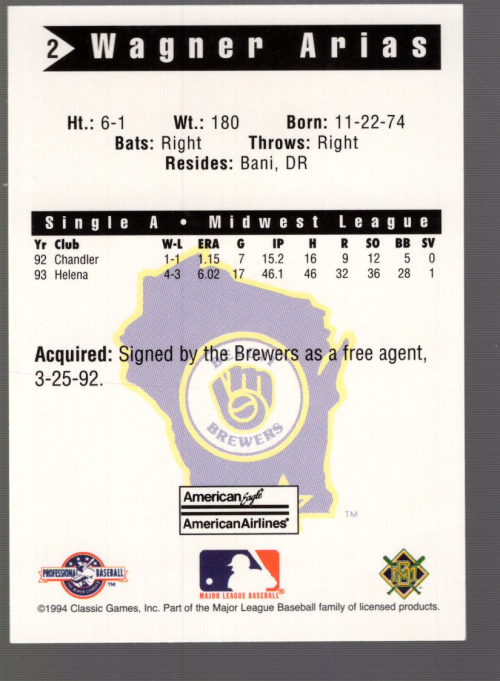 2 Wagner Arias
Ht.: 6-1 Wt.: 180 Born: 11-22-74
Bats: Right Throws: Right
Resides: Bani, DR
Single A • Midwest League
Yr Club W-L ERA G IP H R SO BB SV
92 Chandler 1-1 1.15 7 15.2 16 9 12 5 0
93 Helena 4-3 6.02 17 46.1 46 32 36 28 1
Acquired: Signed by the Brewers as a free agent,
3-25-92.
BELOIT
BREWERS
American Eagle
AmericanAirlines®
TM
PROFESSIONAL BASEBALL
TM
MAJOR LEAGUE BASEBALL®
©1994 Classic Games, Inc. Part of the Major League Baseball family of licensed products.